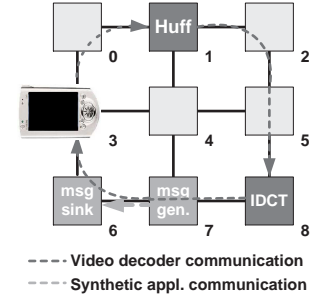 Huff
0 1 2
3 4 5
msg sink
msg gen.
IDCT
6 7 8
Video decoder communication
Synthetic appl. communication